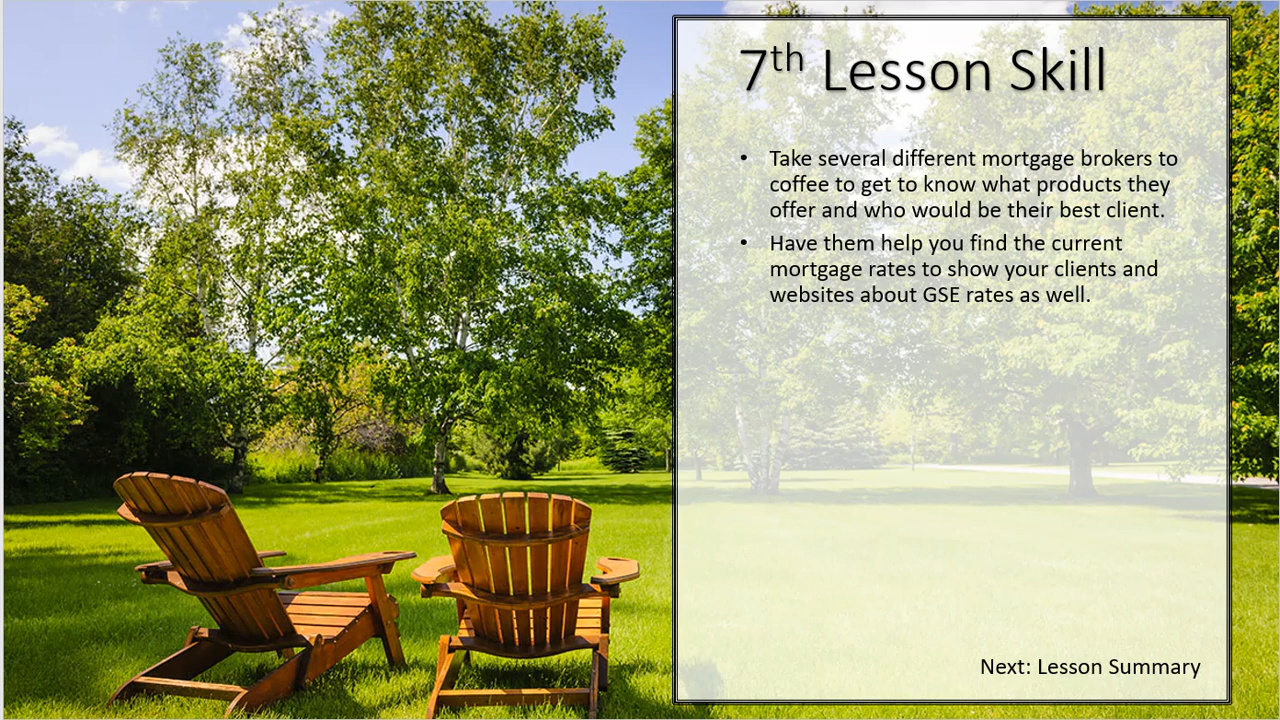 7th Lesson Skill
• Take several different mortgage brokers to
coffee to get to know what products they
offer and who would be their best client.
• Have them help you find the current
mortgage rates to show your clients and
websites about GSE rates as well.
Next: Lesson Summary